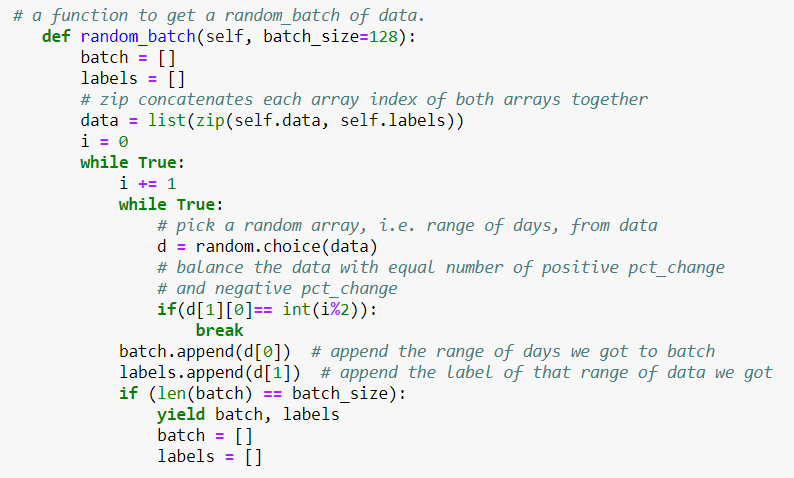 # a function to get a random_batch of data.
def random_batch(self, batch_size=128):
batch = []
labels = []
# zip concatenates each array index of both arrays together
data = list(zip(self.data, self.labels))
i = 0
while True:
i += 1
while True:
# pick a random array, i.e. range of days, from data
d = random.choice(data)
# balance the data with equal number of positive pct_change
# and negative pct_change
if(d[1][0]== int(i%2)):
break
batch.append(d[0])  # append the range of days we got to batch
labels.append(d[1])  # append the label of that range of data we got
if (len(batch) == batch_size):
yield batch, labels
batch = []
labels = []